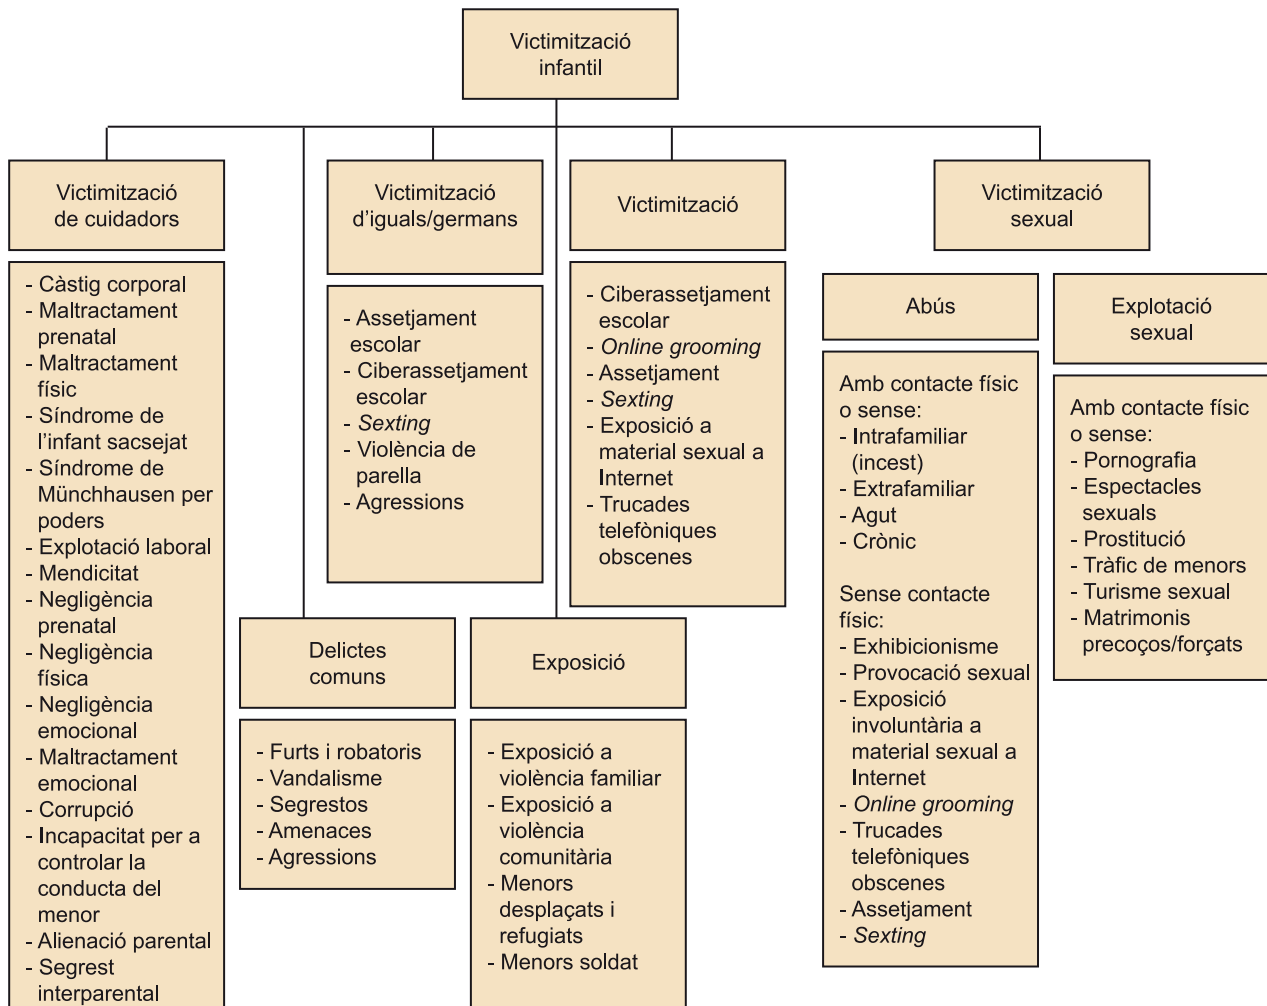 Victimització
infantil
Victimització
de cuidadors
- Càstig corporal
- Maltractament
prenatal
- Maltractament
físic
- Síndrome de
l'infant sacsejat
- Síndrome de
Münchhausen per
poders
- Explotació laboral
- Mendicitat
- Negligència
prenatal
- Negligència
física
- Negligència
emocional
- Maltractament
emocional
- Corrupció
- Incapacitat per a
controlar la
conducta del
menor
- Alienació parental
- Segrest
interparental
Delictes
comuns
- Furts i robatoris
- Vandalisme
- Segrestos
- Amenaces
- Agressions
Victimització
d'iguals/germans
- Assetjament
escolar
- Ciberassetjament
escolar
- Sexting
- Violència de
parella
- Agressions
Exposició
- Exposició a
violència familiar
- Exposició a
violència
comunitària
- Menors
desplaçats i
refugiats
- Menors soldat
Victimització
- Ciberassetjament
escolar
- Online grooming
- Assetjament
- Sexting
- Exposició a
material sexual a
Internet
- Trucades
telefòniques
obscenes
Victimització
sexual
Abús
Amb contacte físic
o sense:
- Intrafamiliar
(incest)
- Extrafamiliar
- Agut
- Crònic
Sense contacte
físic:
- Exhibicionisme
- Provocació sexual
- Exposició
involuntària a
material sexual a
Internet
- Online grooming
- Trucades
telefòniques
obscenes
- Assetjament
- Sexting
Explotació
sexual
Amb contacte físic
o sense:
- Pornografia
- Espectacles
sexuals
- Prostitució
- Tràfic de menors
- Turisme sexual
- Matrimonis
precoços/forçats